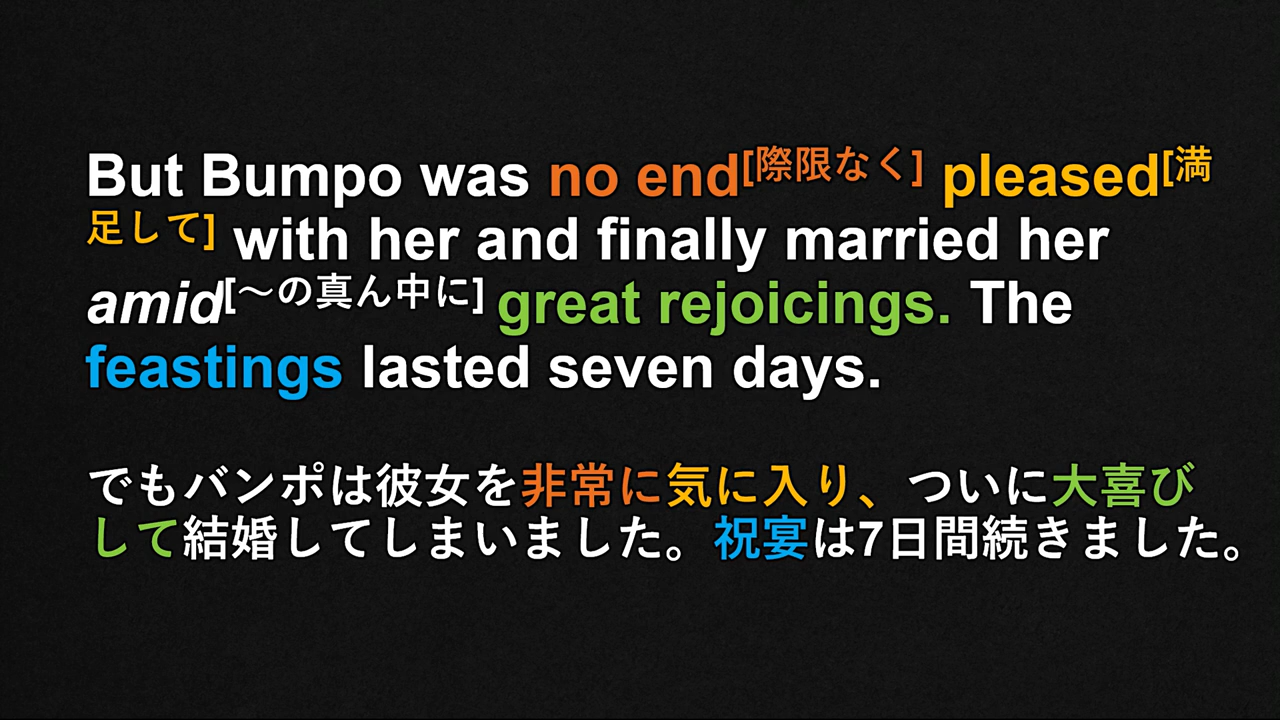 But Bumpo was no end[際限なく] pleased[満
足して] with her and finally married her
amid[～の真ん中に] great rejoicings. The
feastings lasted seven days.
でもバンポは彼女を非常に気に入り、ついに大喜び
して結婚してしまいました。祝宴は7日間続きました。